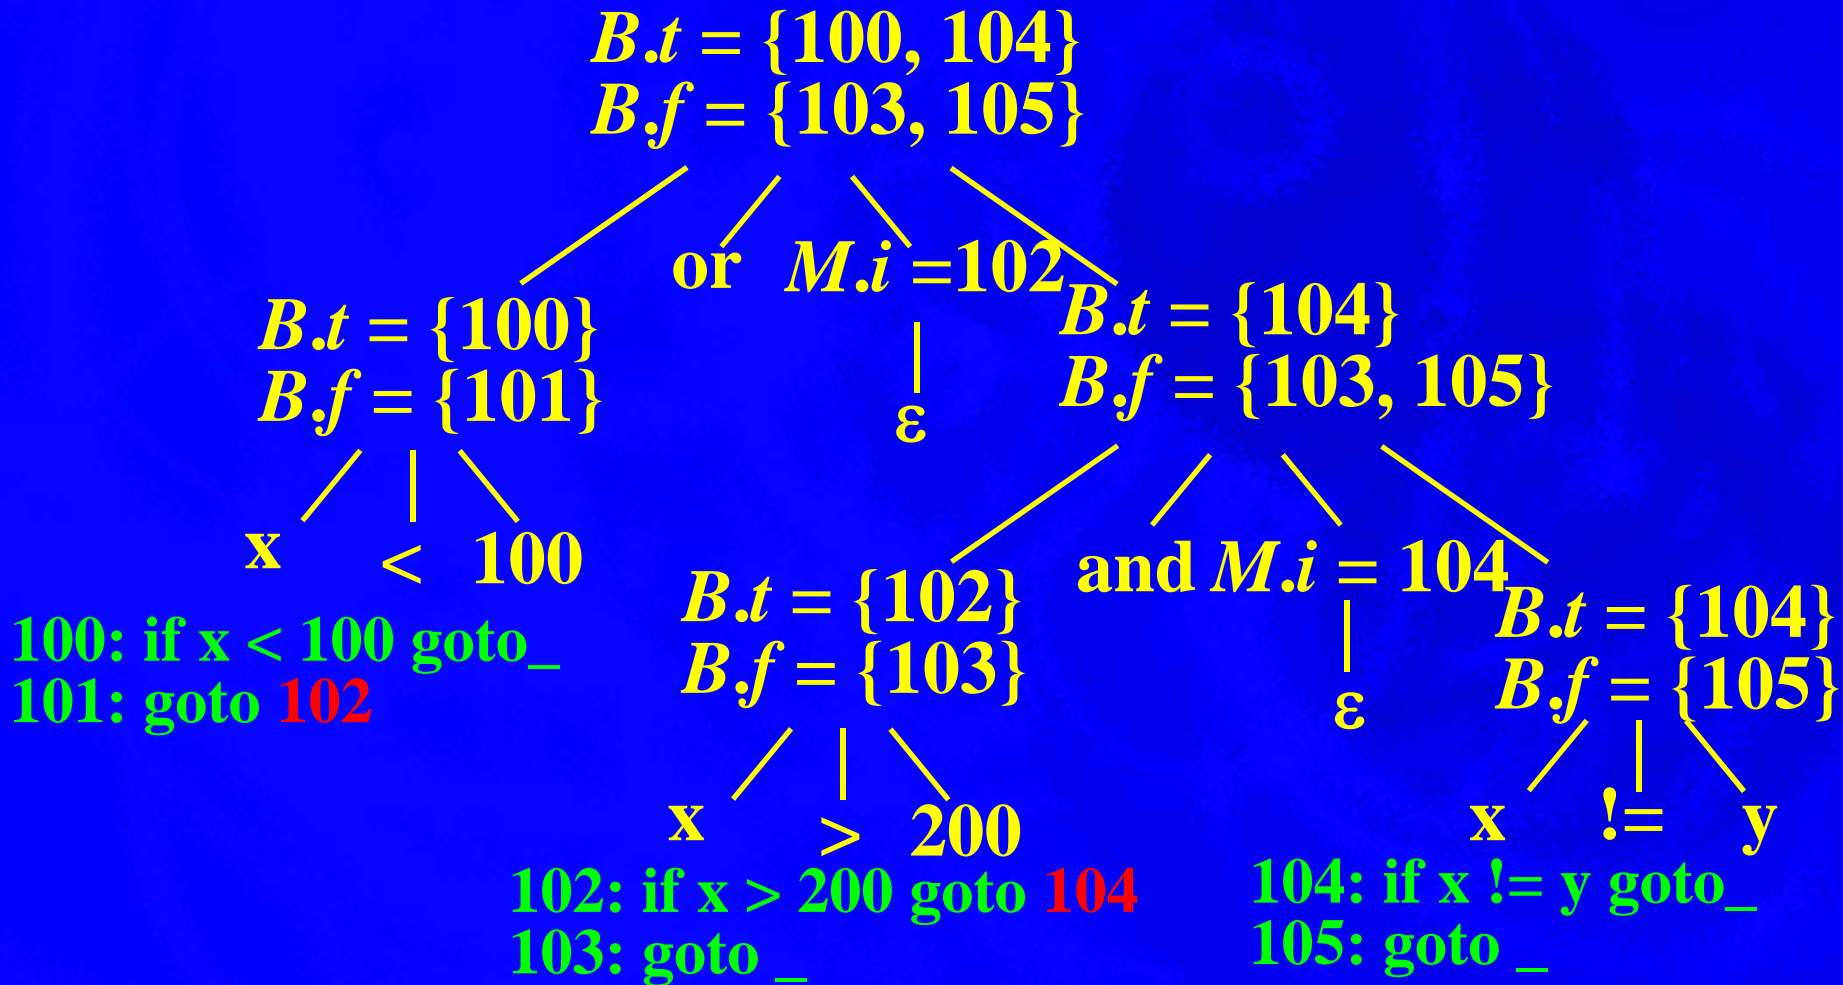 B.t = {100, 104}
B.f = {103, 105}
or M.i =102
B.t = {100}
B.f = {101}
ε
B.t = {104}
B.f = {103, 105}
x < 100
100: if x < 100 goto_
101: goto 102
B.t = {102}
B.f = {103}
and M.i = 104
ε
B.t = {104}
B.f = {105}
x > 200
102: if x > 200 goto 104
103: goto _
x != y
104: if x != y goto_
105: goto _